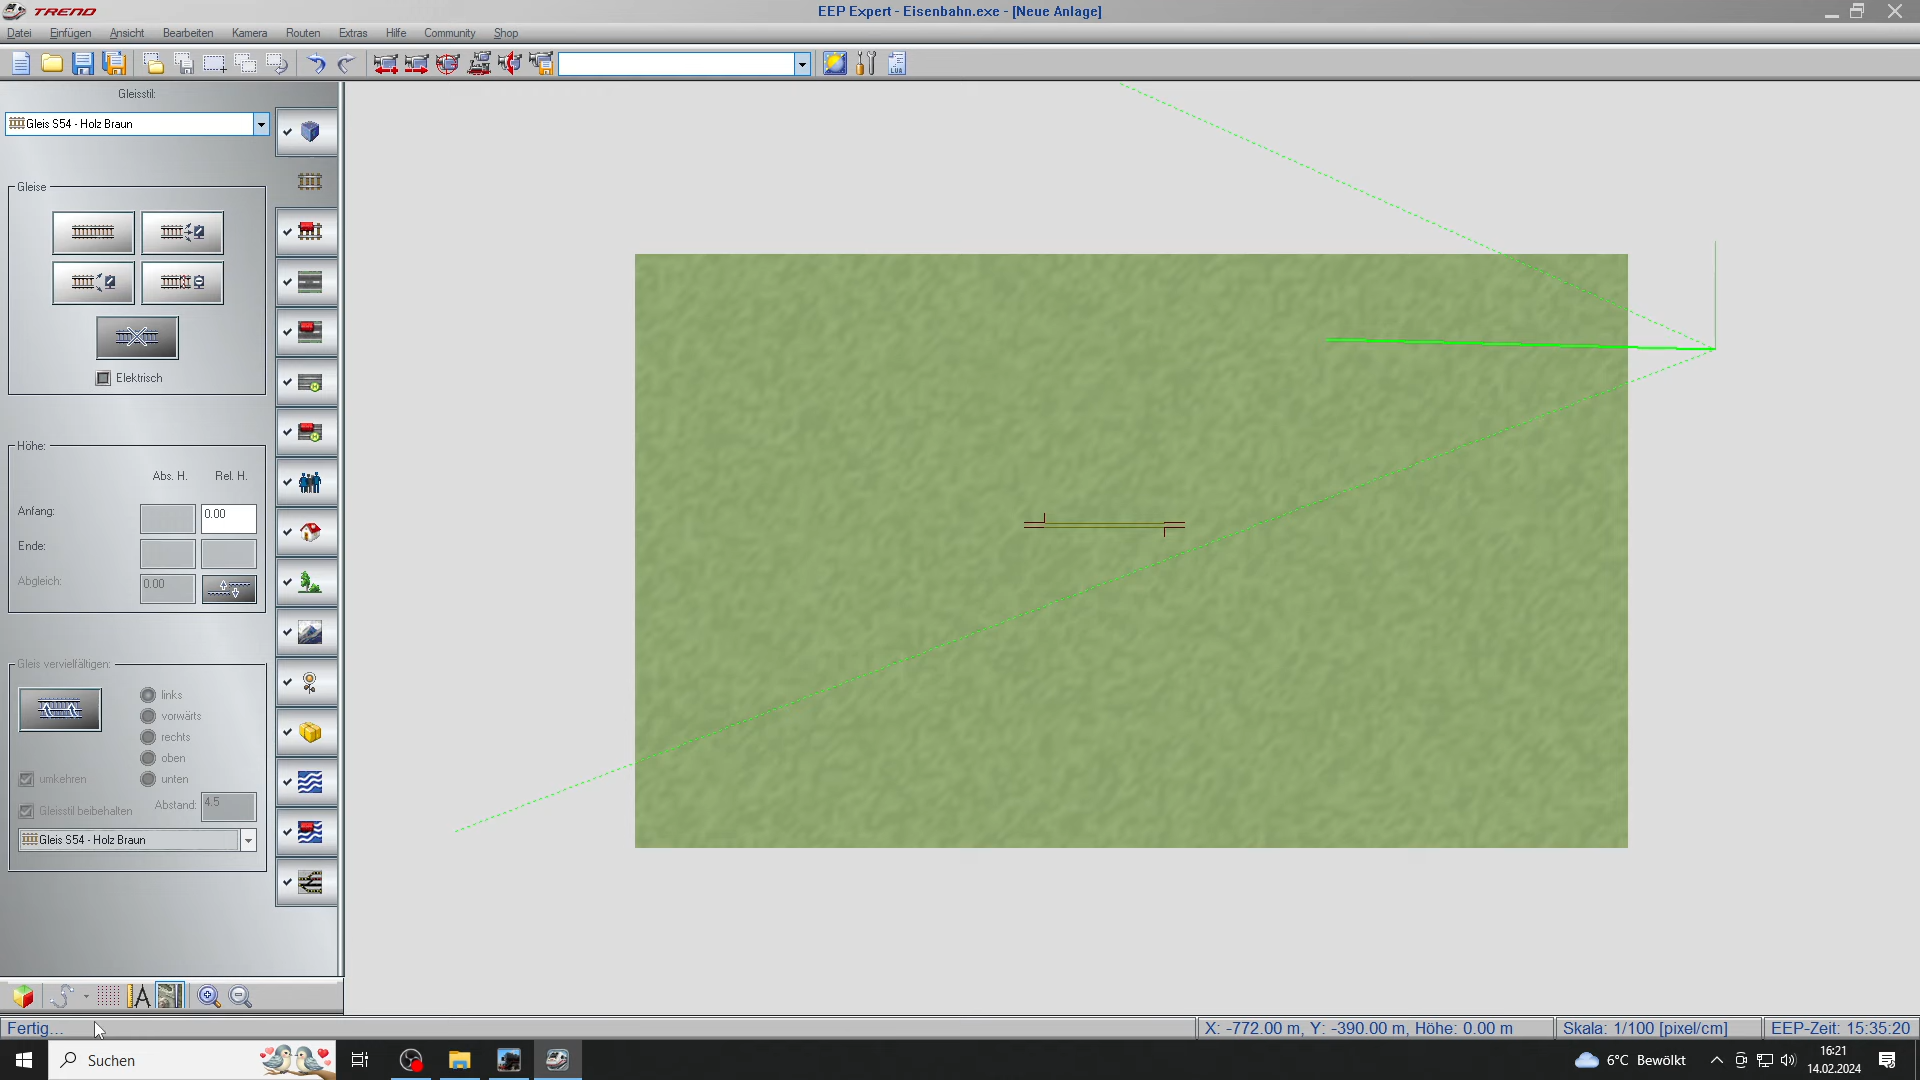 TREND
EEP Expert - Eisenbahn.exe - [Neue Anlage]
Datei Einfügen Ansicht Bearbeiten Kamera Routen Extras Hilfe Community Shop
LUA
Gleisstil:
Gleis S54 - Holz Braun
Gleise
Elektrisch
Höhe:
Abs. H. Rel. H.
Anfang: 0.00
Ende:
Abgleich: 0.00
Gleis vervielfältigen:
links
vorwärts
rechts
oben
umkehren unten
Gleisstil beibehalten Abstand: 4.5
Gleis S54 - Holz Braun
Fertig...
X: -772.00 m, Y: -390.00 m, Höhe: 0.00 m
Skala: 1/100 [pixel/cm]
EEP-Zeit: 15:35:20
Suchen
6°C Bewölkt
16:21
14.02.2024